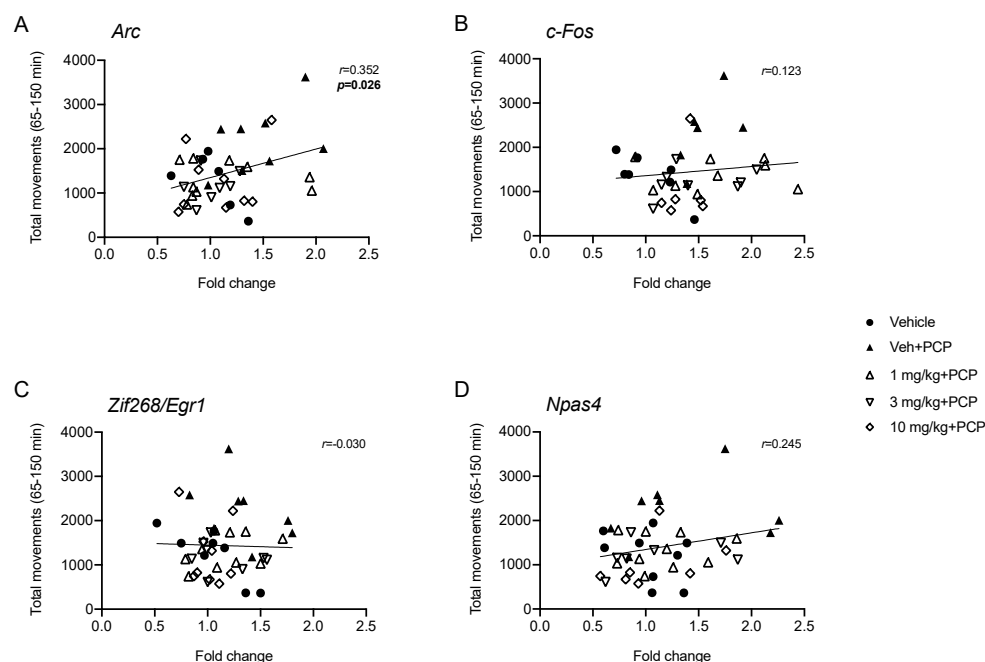 A
Arc
4000
3000
2000
1000
0
0.0 0.5 1.0 1.5 2.0 2.5
Total movements (65-150 min)
Fold change
r=0.352
p=0.026
B
c-Fos
4000
3000
2000
1000
0
0.0 0.5 1.0 1.5 2.0 2.5
Total movements (65-150 min)
Fold change
r=0.123
Vehicle
Veh+PCP
1 mg/kg+PCP
3 mg/kg+PCP
10 mg/kg+PCP
C
Zif268/Egr1
4000
3000
2000
1000
0
0.0 0.5 1.0 1.5 2.0 2.5
Total movements (65-150 min)
Fold change
r=-0.030
D
Npas4
4000
3000
2000
1000
0
0.0 0.5 1.0 1.5 2.0 2.5
Total movements (65-150 min)
Fold change
r=0.245